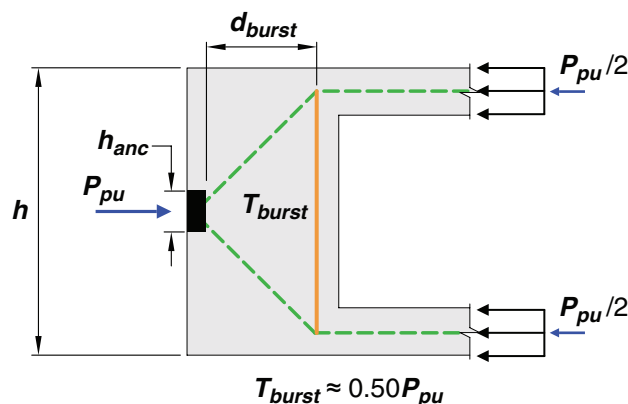 d_burst
P_pu/2
h_anc
P_pu
h
T_burst
P_pu/2
T_burst ≈ 0.50P_pu